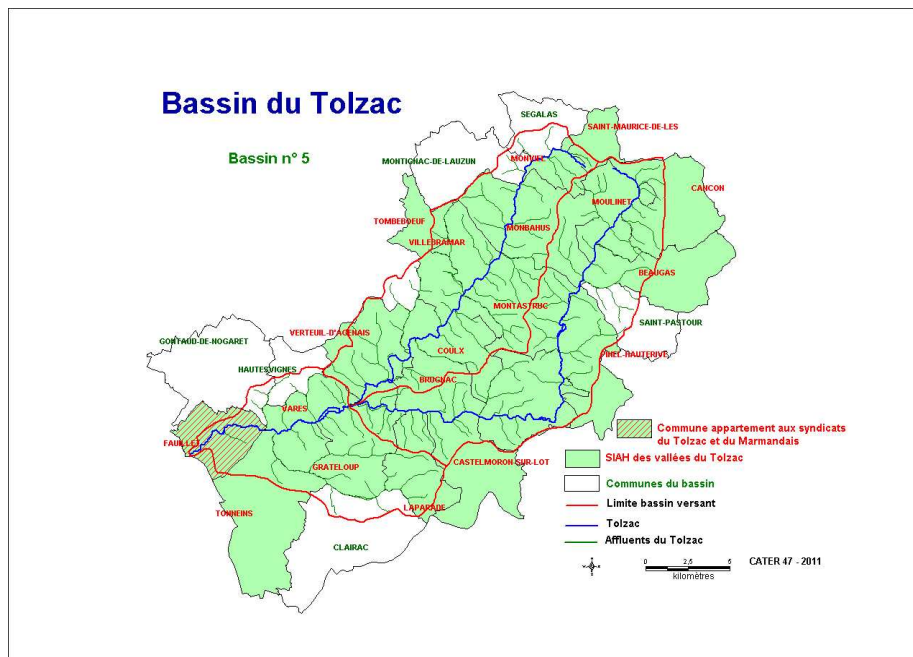 Bassin du Tolzac
Bassin n° 5
SEGALAS
SAINT-MAURICE-DE-LES
MONTIGNAC-DE-LAUZUN
MONVIEL
CANCON
MOULINET
TOMBEBOEUF
MONBAHUS
VILLEBRAMAR
BEAUGAS
MONTASTRUC
SAINT-PASTOUR
VERTEUIL-D'AGENAIS
GONTAUD-DE-NOGARET
COULX
PINEL-HAUTERIVE
HAUTESVIGNES
BRUGNAC
VARES
FAUILLET
GRATELOUP
CASTELMORON-SUR-LOT
TONNEINS
LAPARADE
CLAIRAC
Commune appartement aux syndicats
du Tolzac et du Marmandais
SIAH des vallées du Tolzac
Communes du bassin
Limite bassin versant
Tolzac
Affluents du Tolzac
0 2,5 5
kilomètres
CATER 47 - 2011